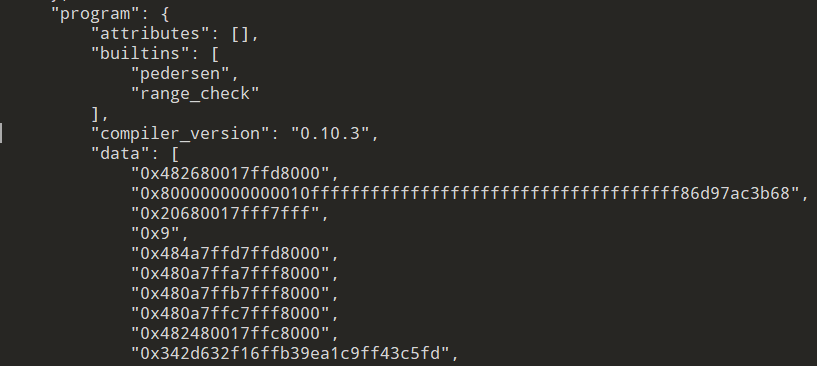 "program": {
"attributes": [],
"builtins": [
"pedersen",
"range_check"
],
"compiler_version": "0.10.3",
"data": [
"0x482680017ffd8000",
"0x800000000000010ffffffffffffffffffffffffffffffffffffff86d97ac3b68",
"0x20680017fff7fff",
"0x9",
"0x484a7ffd7ffd8000",
"0x480a7ffa7fff8000",
"0x480a7ffb7fff8000",
"0x480a7ffc7fff8000",
"0x482480017ffc8000",
"0x342d632f16ffb39ea1c9ff43c5fd",